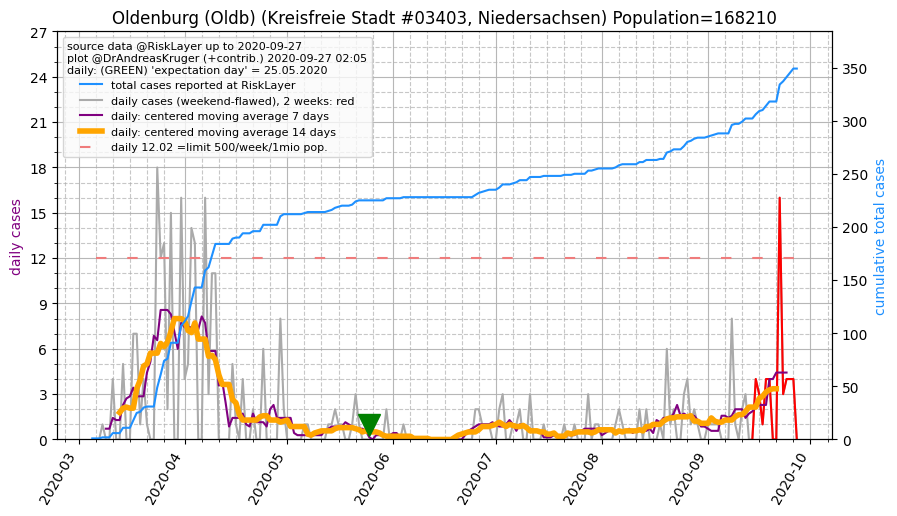 Oldenburg (Oldb) (Kreisfreie Stadt #03403, Niedersachsen) Population=168210
source data @RiskLayer up to 2020-09-27
plot @DrAndreasKruger (+contrib.) 2020-09-27 02:05
daily: (GREEN) 'expectation day' = 25.05.2020
total cases reported at RiskLayer
daily cases (weekend-flawed), 2 weeks: red
daily: centered moving average 7 days
daily: centered moving average 14 days
daily 12.02 =limit 500/week/1mio pop.
daily cases
27
24
21
18
15
12
9
6
3
0
cumulative total cases
350
300
250
200
150
100
50
0
2020-03
2020-04
2020-05
2020-06
2020-07
2020-08
2020-09
2020-10